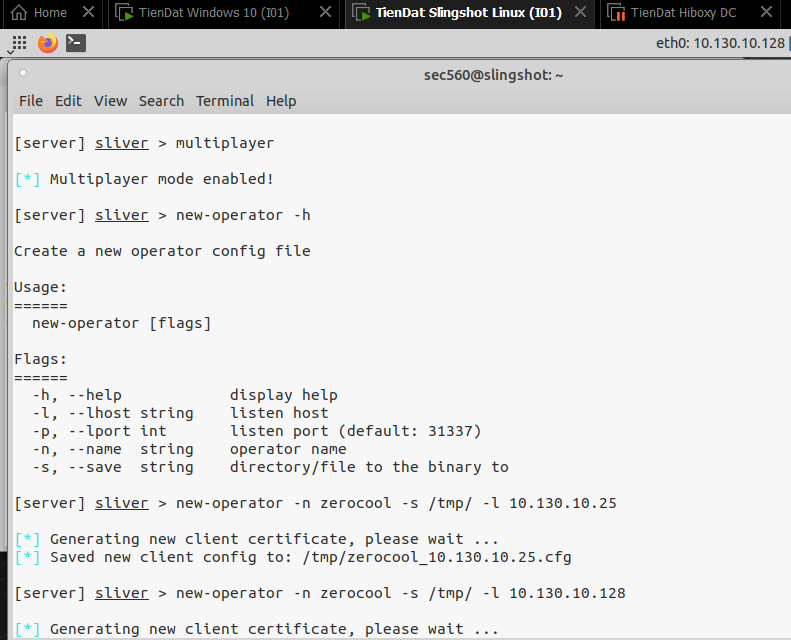 Home
TienDat Windows 10 (I01)
TienDat Slingshot Linux (I01)
TienDat Hiboxy DC
eth0: 10.130.10.128
sec560@slingshot: ~
File Edit View Search Terminal Help
[server] sliver > multiplayer
[*] Multiplayer mode enabled!
[server] sliver > new-operator -h
Create a new operator config file
Usage:
======
new-operator [flags]
Flags:
======
-h, --help display help
-l, --lhost string listen host
-p, --lport int listen port (default: 31337)
-n, --name string operator name
-s, --save string directory/file to the binary to
[server] sliver > new-operator -n zerocool -s /tmp/ -l 10.130.10.25
[*] Generating new client certificate, please wait ...
[*] Saved new client config to: /tmp/zerocool_10.130.10.25.cfg
[server] sliver > new-operator -n zerocool -s /tmp/ -l 10.130.10.128
[*] Generating new client certificate, please wait ...